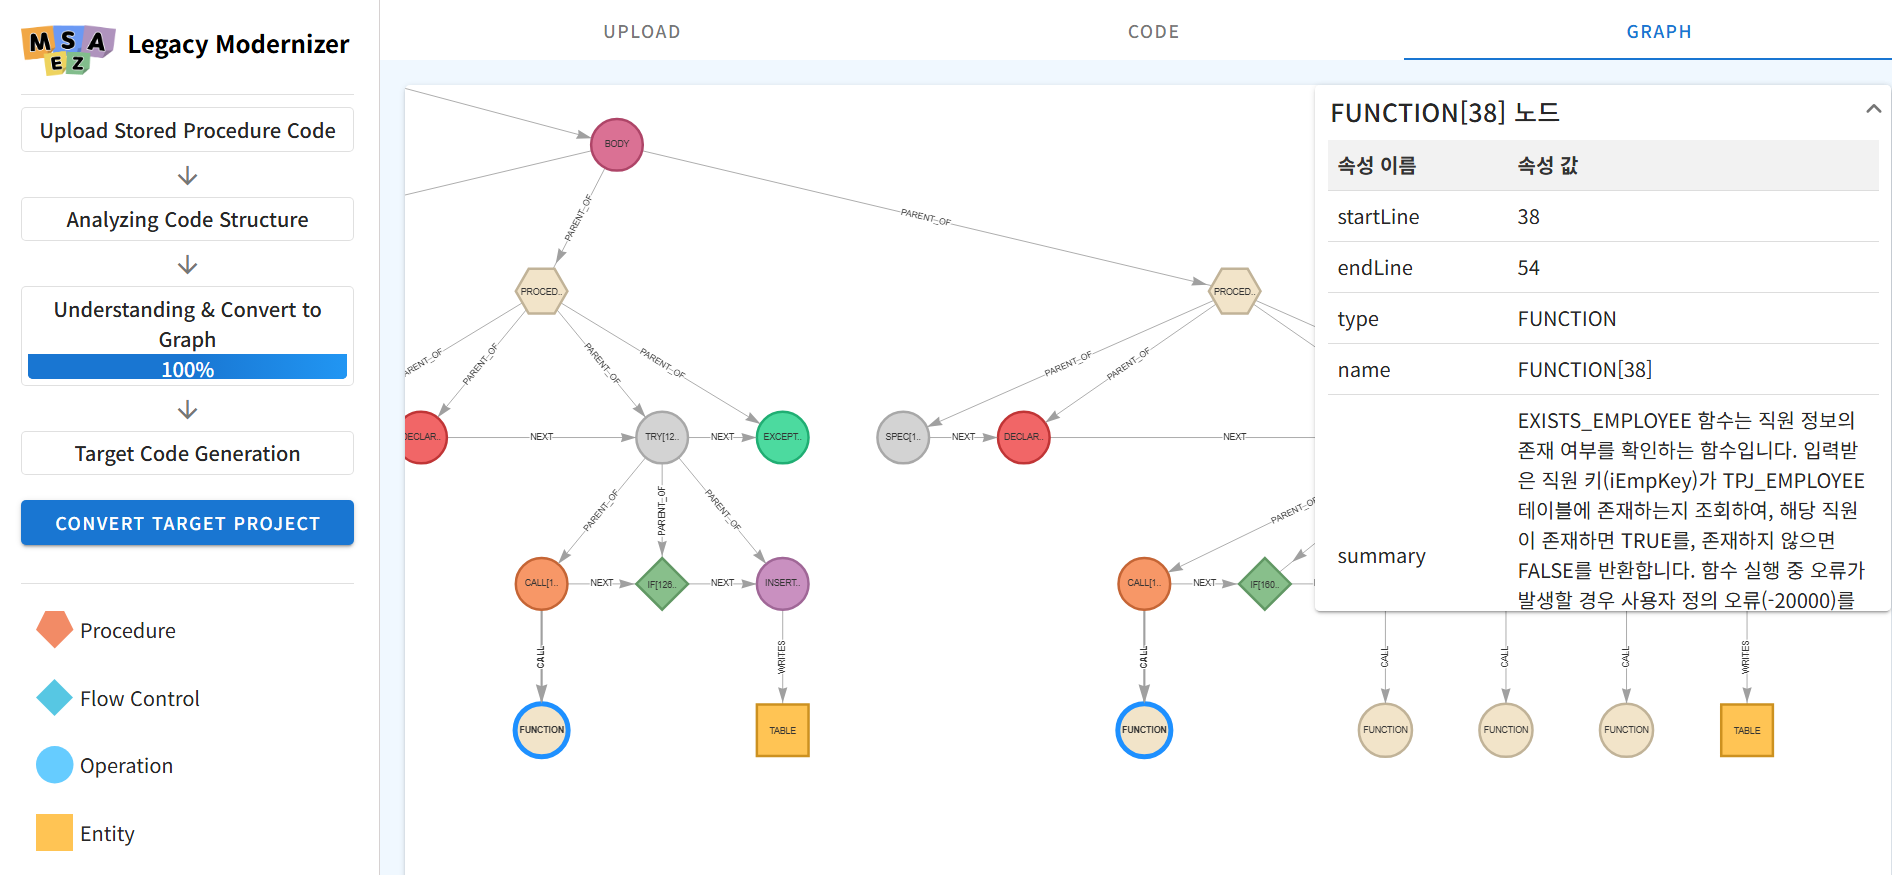 MSA
EZ
Legacy Modernizer
Upload Stored Procedure Code
Analyzing Code Structure
Understanding & Convert to
Graph
100%
Target Code Generation
CONVERT TARGET PROJECT
Procedure
Flow Control
Operation
Entity
UPLOAD
CODE
GRAPH
BODY
PARENT_OF
PARENT_OF
PROCED..
PROCED..
ARENT_OF
PARENT_OF
PARENT_OF
PARENT_OF
PARENT_OF
PARENT_OF
DECLAR..
NEXT
TRY[12..
NEXT
EXCEPT..
SPEC[1..
NEXT
DECLAR..
NEXT
PARENT_OF
PARENT_OF
PARENT_OF
PARENT_OF
CALL[1..
NEXT
IF[126..
NEXT
INSERT..
CALL[1..
NEXT
IF[160..
CALL
WRITES
CALL
CALL
CALL
CALL
WRITES
FUNCTION
TABLE
FUNCTION
FUNCTION
FUNCTION
FUNCTION
TABLE
FUNCTION[38] 노드
속성 이름 속성 값
startLine 38
endLine 54
type FUNCTION
name FUNCTION[38]
summary
EXISTS_EMPLOYEE 함수는 직원 정보의
존재 여부를 확인하는 함수입니다. 입력받
은 직원 키(iEmpKey)가 TPJ_EMPLOYEE
테이블에 존재하는지 조회하여, 해당 직원
이 존재하면 TRUE를, 존재하지 않으면
FALSE를 반환합니다. 함수 실행 중 오류가
발생할 경우 사용자 정의 오류(-20000)를